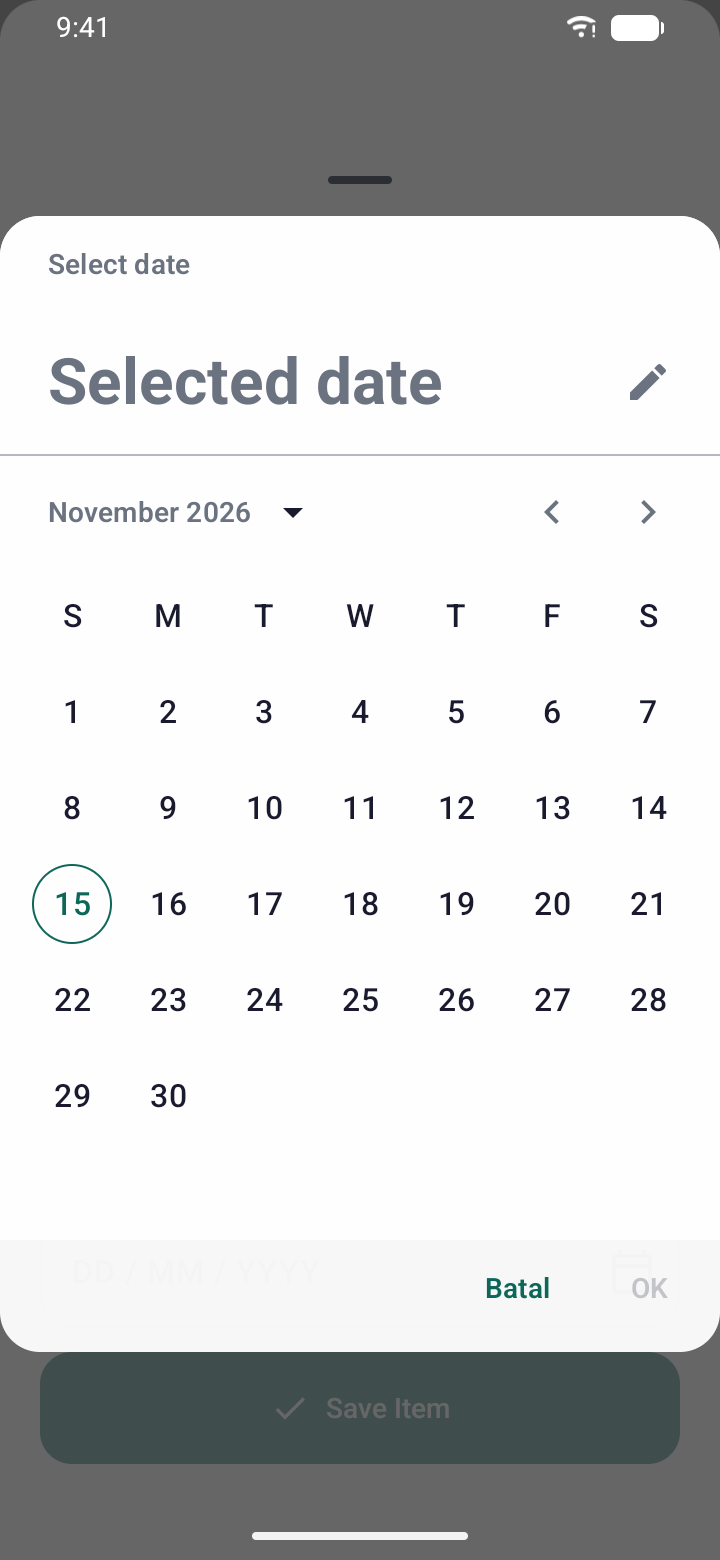 9:41
Select date
Selected date
November 2026
S M T W T F S
1 2 3 4 5 6 7
8 9 10 11 12 13 14
15 16 17 18 19 20 21
22 23 24 25 26 27 28
29 30
DD / MM / YYYY
Batal OK
Save Item